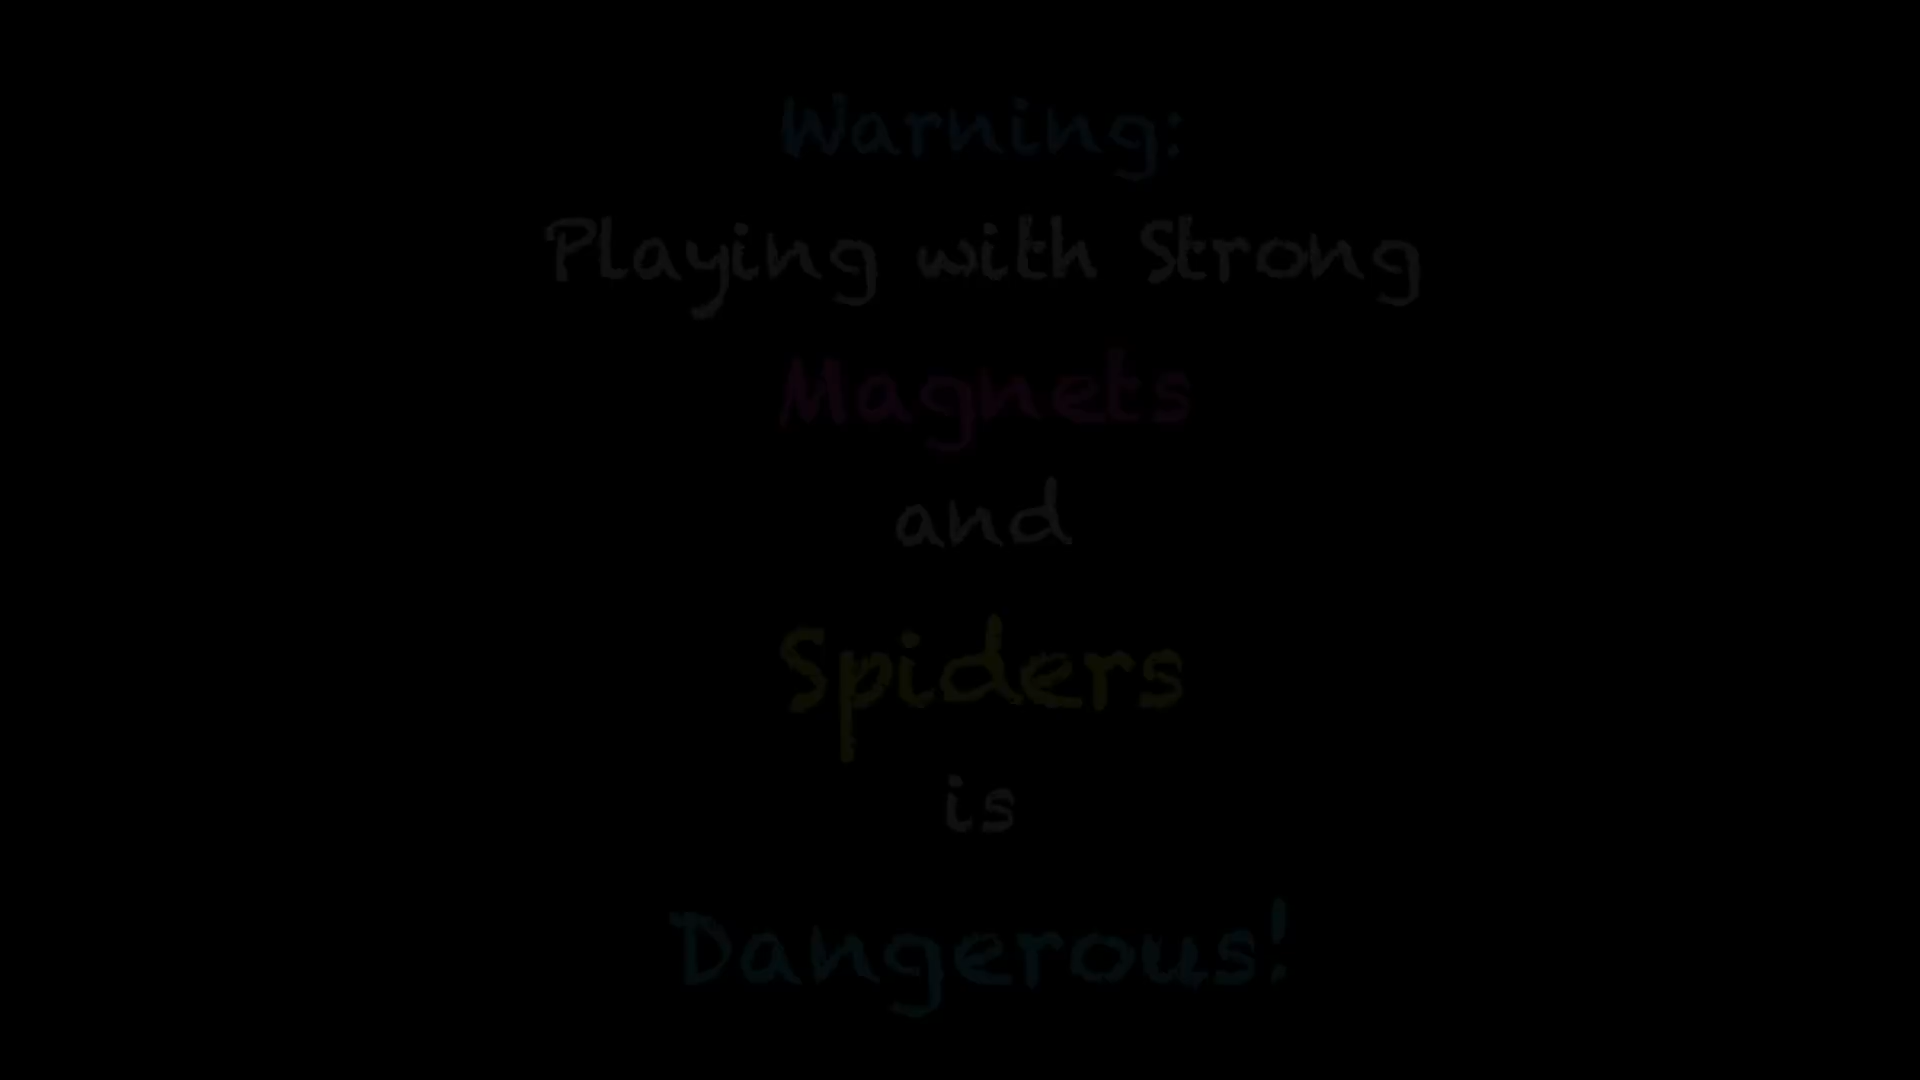 Warning:
Playing with Strong
Magnets
and
Spiders
is
Dangerous!